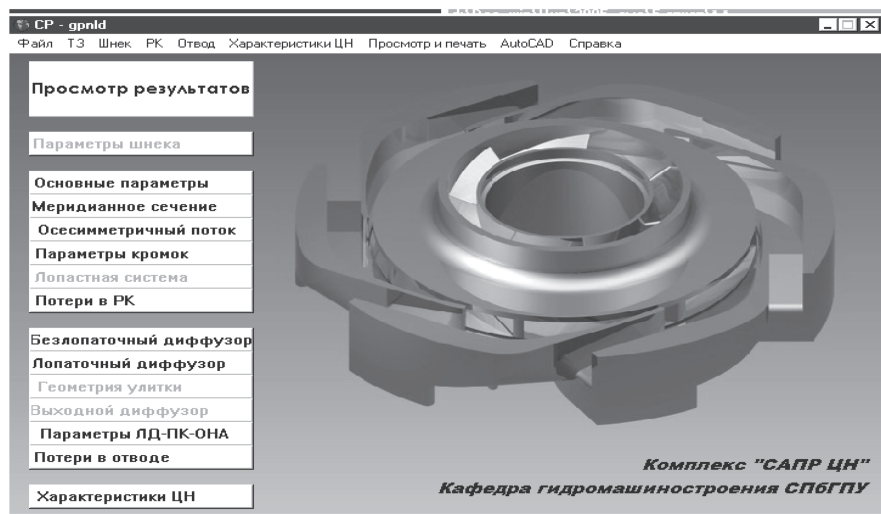 CP - gpnld
Файл ТЗ Шнек РК Отвод Характеристики ЦН Просмотр и печать AutoCAD Справка
Просмотр результатов
Параметры шнека
Основные параметры
Меридианное сечение
Осесимметричный поток
Параметры кромок
Лопастная система
Потери в РК
Безлопаточный диффузор
Лопаточный диффузор
Геометрия улитки
Выходной диффузор
Параметры ЛД-ПК-ОНА
Потери в отводе
Характеристики ЦН
Комплекс "САПР ЦН"
Кафедра гидромашиностроения СПбГПУ